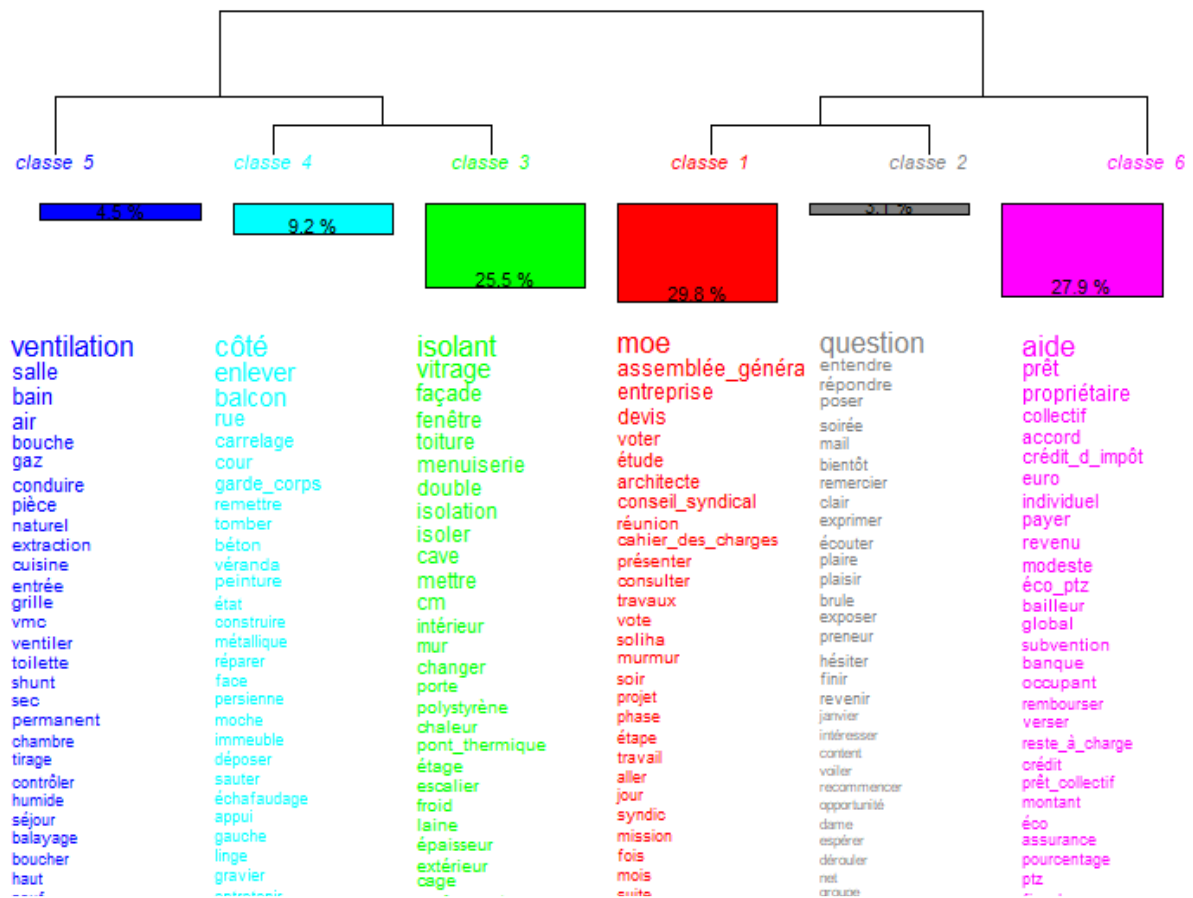 classe 5
classe 4
classe 3
classe 1
classe 2
classe 6
4.5 %
9.2 %
25.5 %
29.8 %
3.1 %
27.9 %
ventilation
salle
bain
air
bouche
gaz
conduire
pièce
naturel
extraction
cuisine
entrée
grille
vmc
ventiler
toilette
shunt
sec
permanent
chambre
tirage
contrôler
humide
séjour
balayage
boucher
haut
côté
enlever
balcon
rue
carrelage
cour
garde_corps
remettre
tomber
béton
véranda
peinture
état
construire
métallique
réparer
face
persienne
moche
immeuble
déposer
sauter
échafaudage
appui
gauche
linge
gravier
isolant
vitrage
façade
fenêtre
toiture
menuiserie
double
isolation
isoler
cave
mettre
cm
intérieur
mur
changer
porte
polystyrène
chaleur
pont_thermique
étage
escalier
froid
laine
épaisseur
extérieur
cage
moe
assemblée_généra
entreprise
devis
voter
étude
architecte
conseil_syndical
réunion
cahier_des_charges
présenter
consulter
travaux
vote
soliha
murmur
soir
projet
phase
étape
travail
aller
jour
syndic
mission
fois
mois
suite
question
entendre
répondre
poser
soirée
mail
bientôt
remercier
clair
exprimer
écouter
plaire
plaisir
brule
exposer
preneur
hésiter
finir
revenir
janvier
intéresser
content
voiler
recommencer
opportunité
dame
espérer
dérouler
net
groupe
aide
prêt
propriétaire
collectif
accord
crédit_d_impôt
euro
individuel
payer
revenu
modeste
éco_ptz
bailleur
global
subvention
banque
occupant
rembourser
verser
reste_à_charge
crédit
prêt_collectif
montant
éco
assurance
pourcentage
ptz